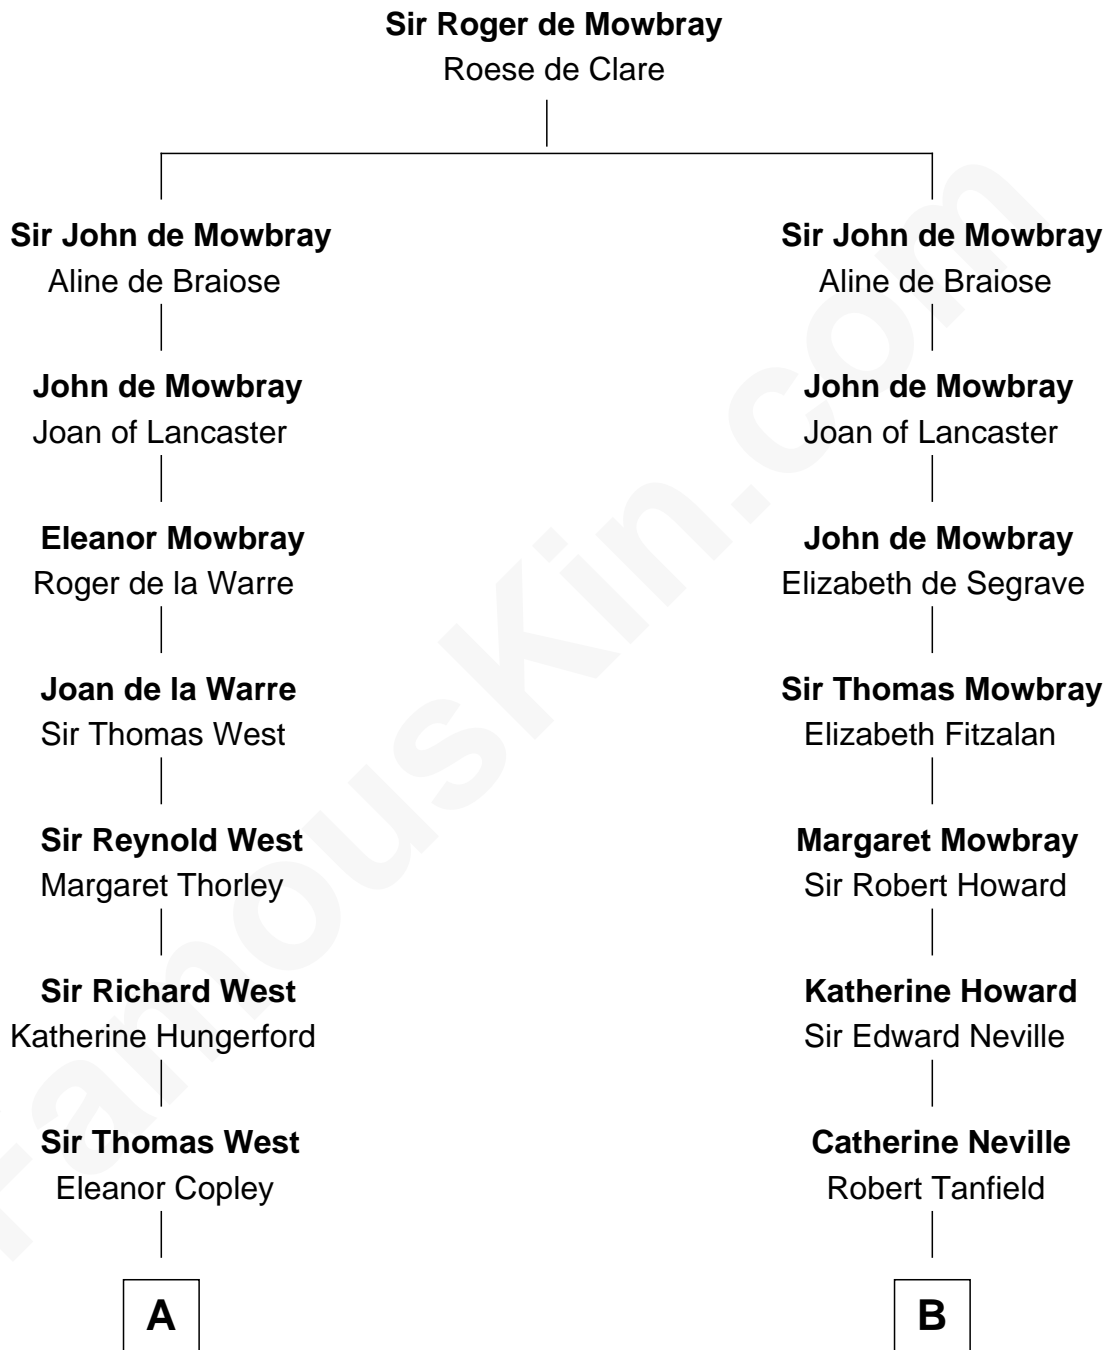 Sir Roger de Mowbray
Roese de Clare
Sir John de Mowbray
Aline de Braiose
John de Mowbray
Joan of Lancaster
Eleanor Mowbray
Roger de la Warre
Joan de la Warre
Sir Thomas West
Sir Reynold West
Margaret Thorley
Sir Richard West
Katherine Hungerford
Sir Thomas West
Eleanor Copley
A
Sir John de Mowbray
Aline de Braiose
John de Mowbray
Joan of Lancaster
John de Mowbray
Elizabeth de Segrave
Sir Thomas Mowbray
Elizabeth Fitzalan
Margaret Mowbray
Sir Robert Howard
Katherine Howard
Sir Edward Neville
Catherine Neville
Robert Tanfield
B
FamousKin.com